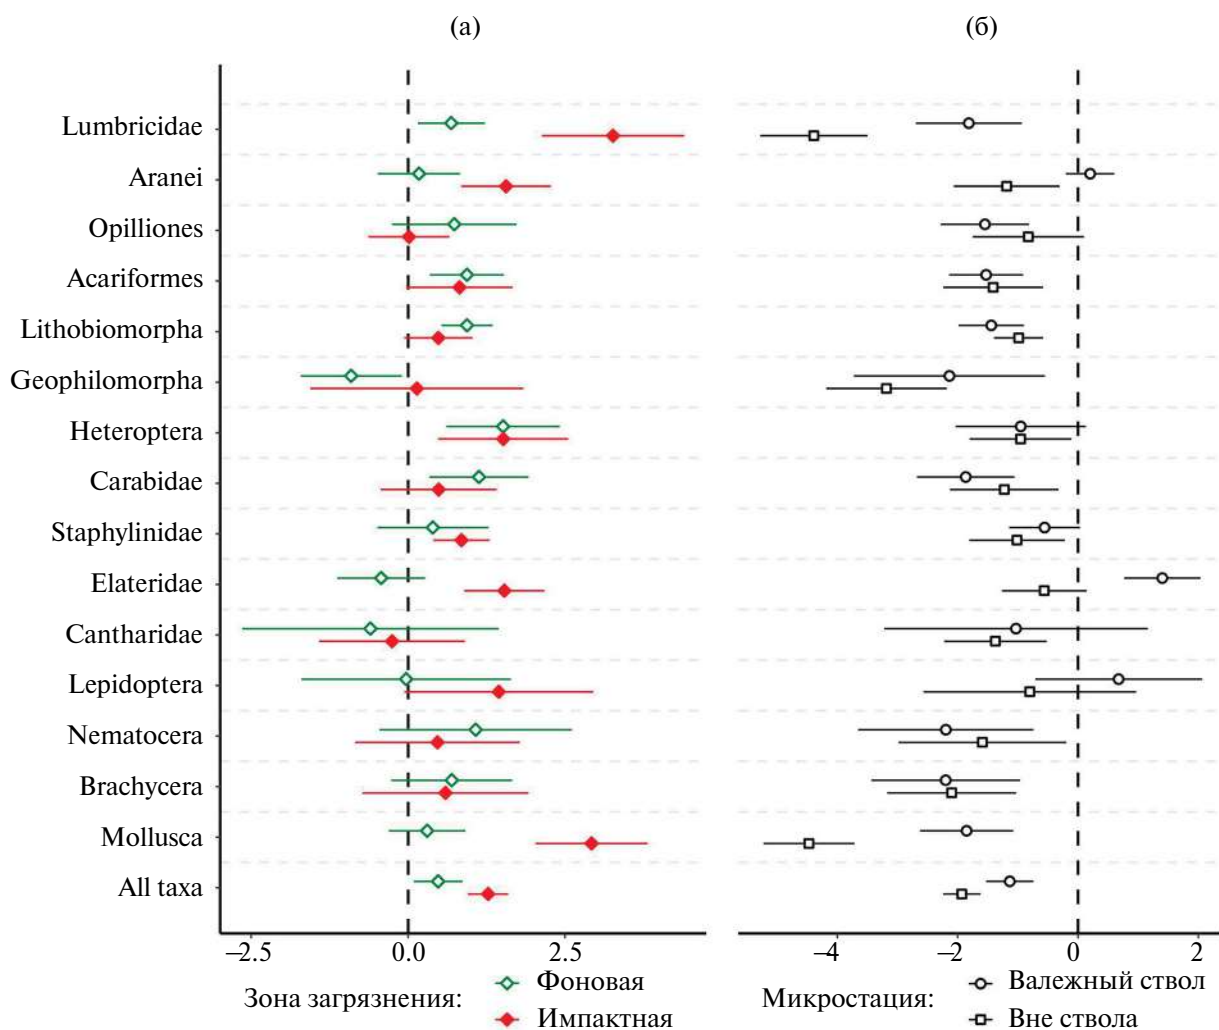 (а) (б)
Lumbricidae
Aranei
Opilliones
Acariformes
Lithobiomorpha
Geophilomorpha
Heteroptera
Carabidae
Staphylinidae
Elateridae
Cantharidae
Lepidoptera
Nematocera
Brachycera
Mollusca
All taxa
–2.5 0.0 2.5 –4 –2 0 2
Зона загрязнения: Фоновая
Импактная
Микростация: Валежный ствол
Вне ствола